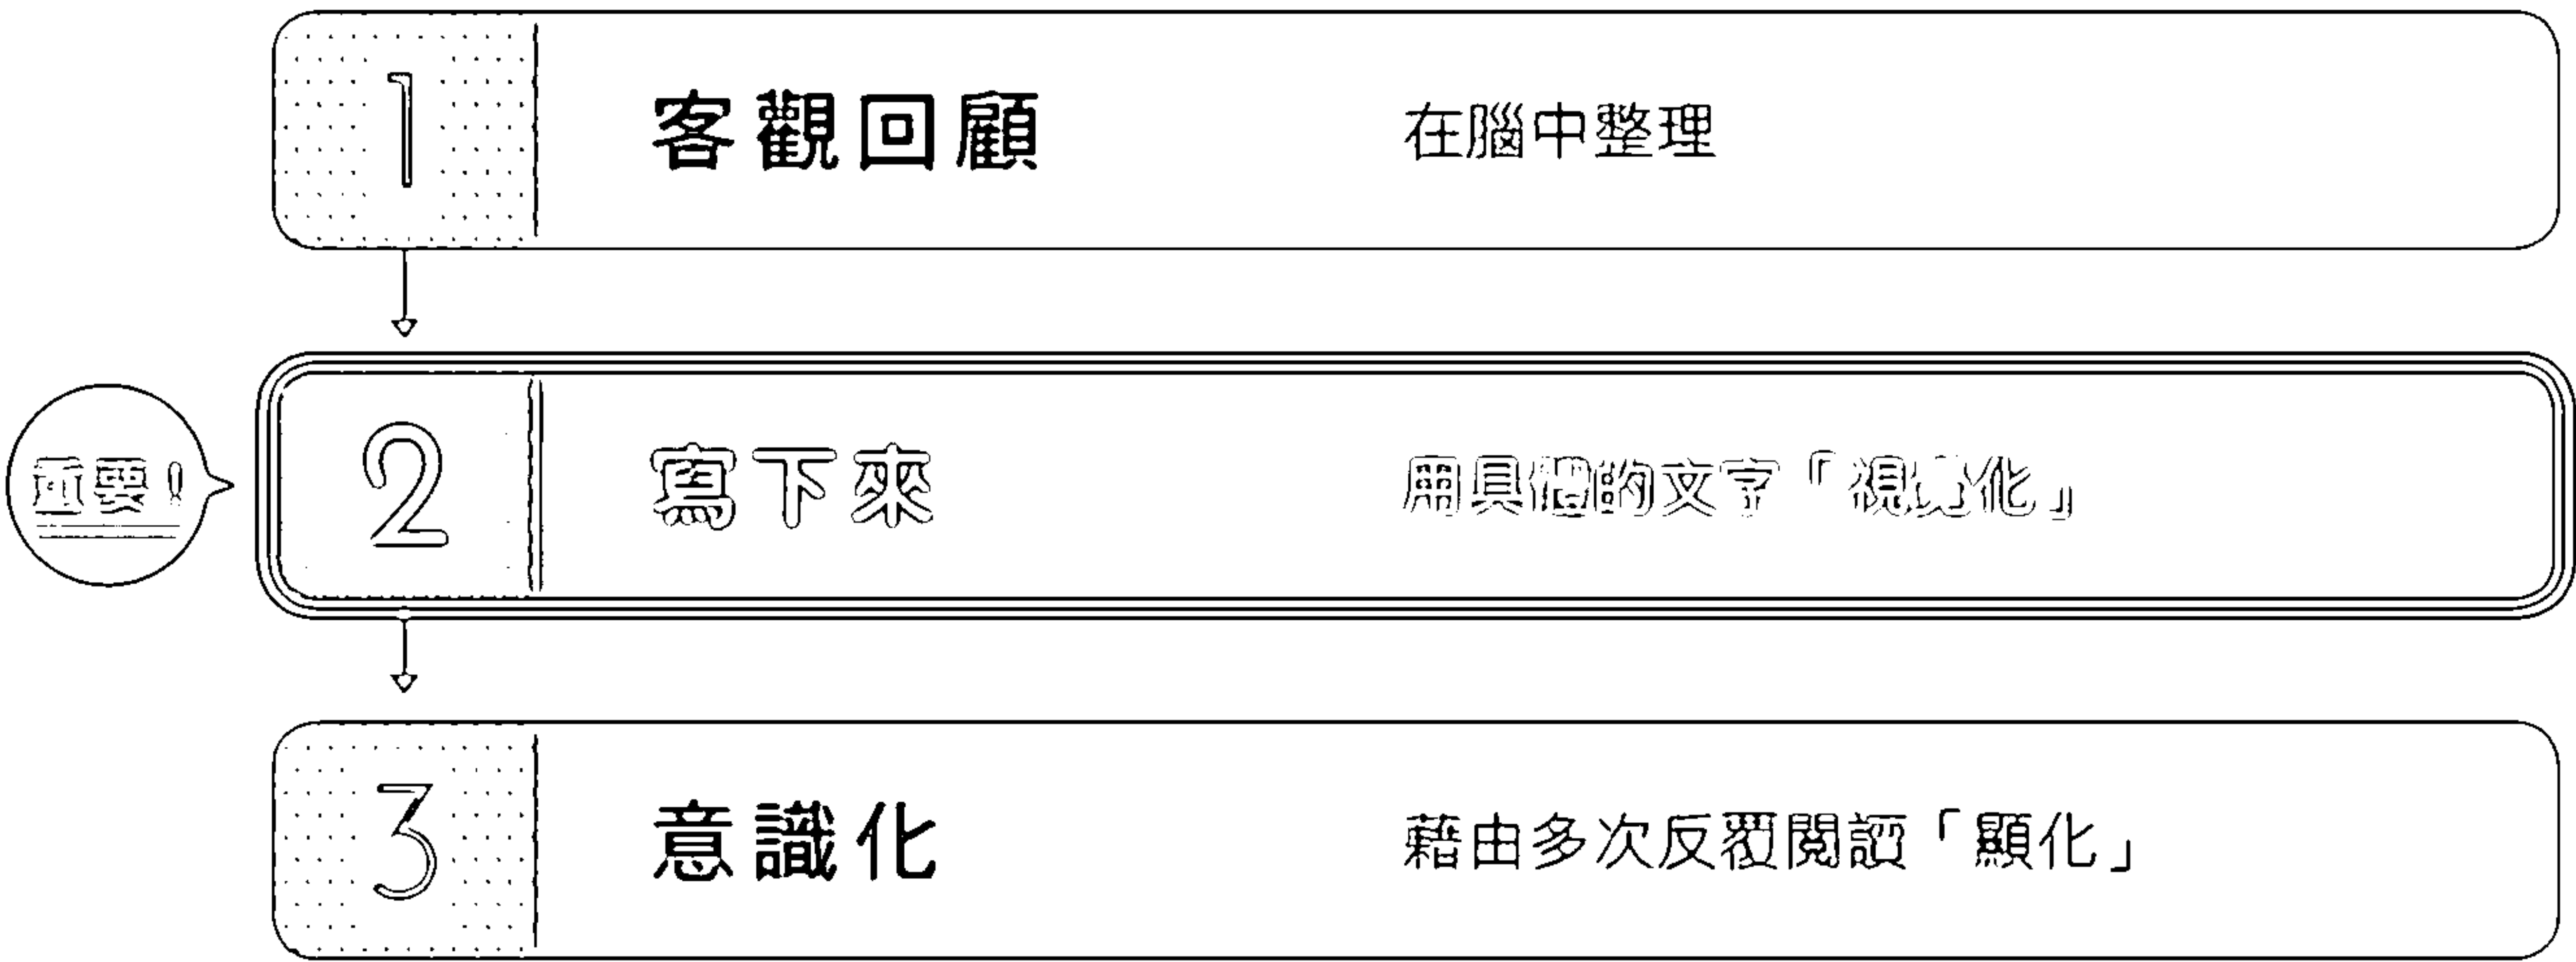 1 客觀回顧 在腦中整理
重要！
2 寫下來 用具體的文字「視覺化」
3 意識化 藉由多次反覆閱讀「顯化」